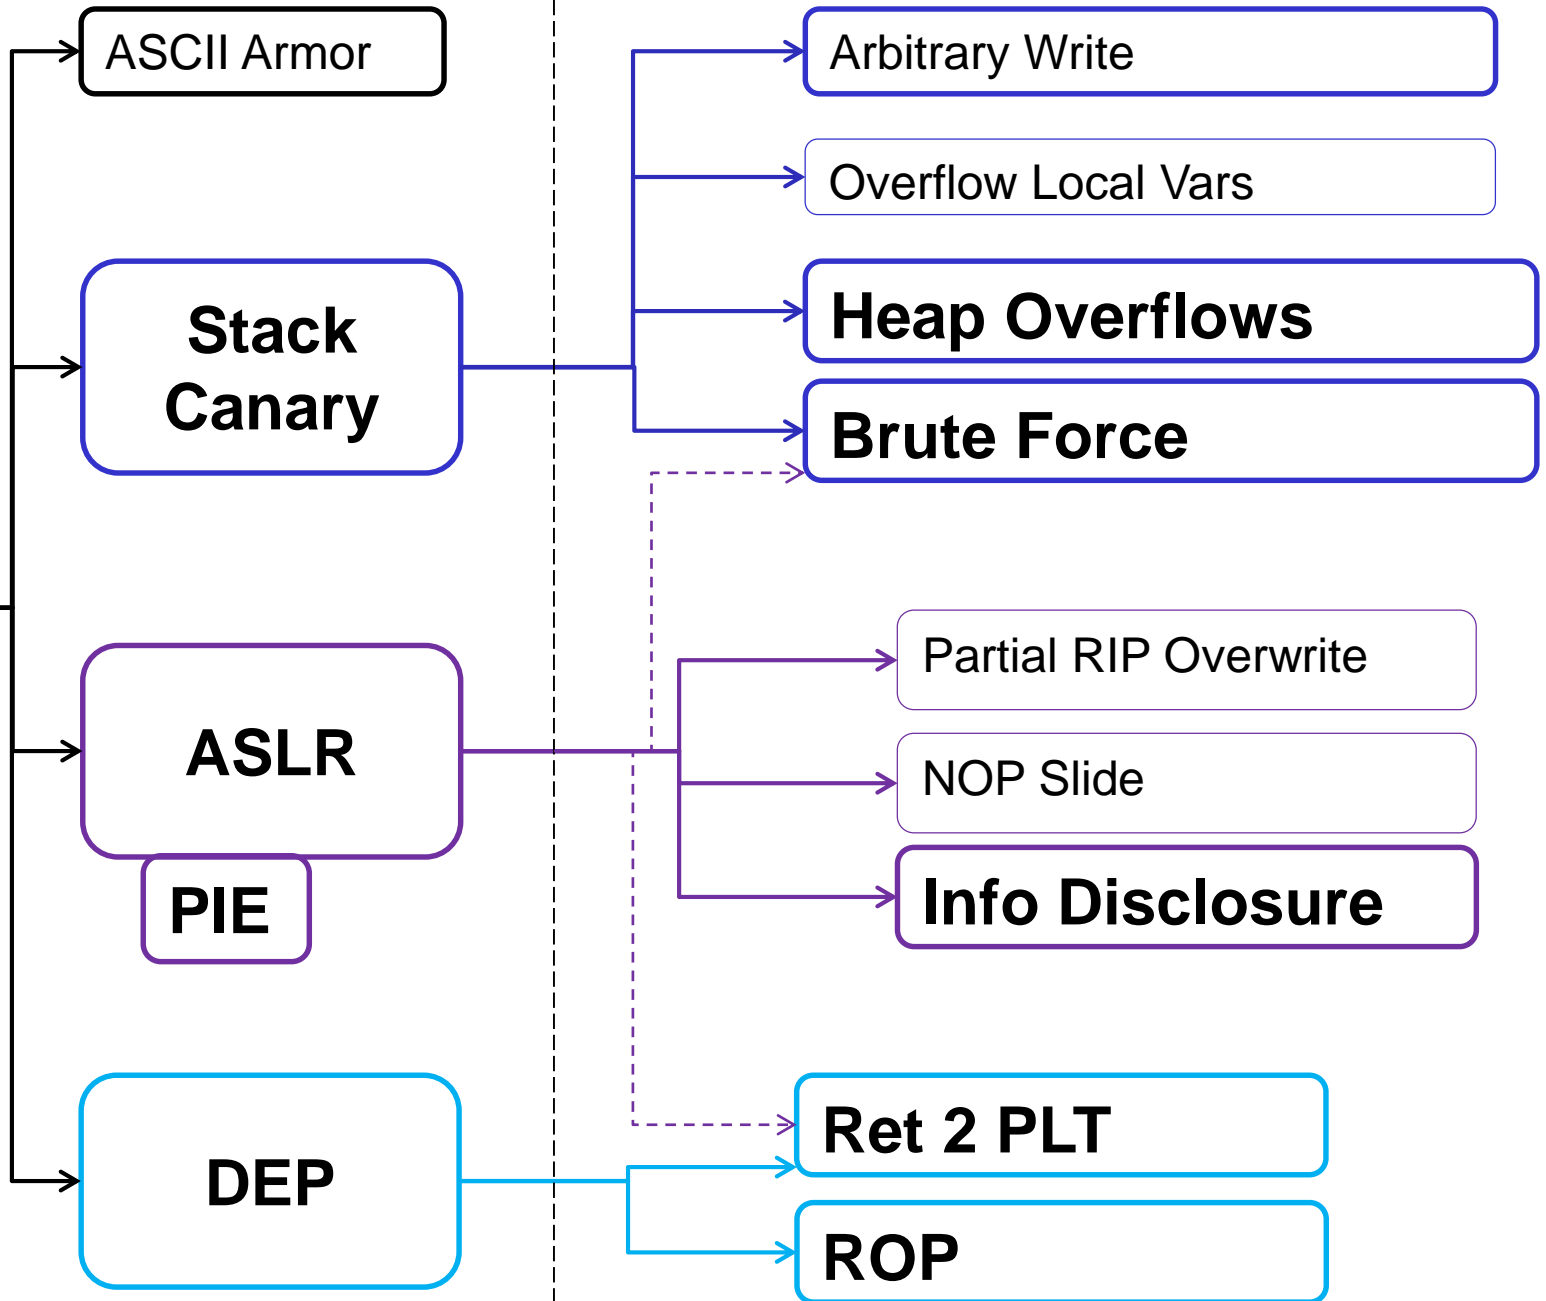 ASCII Armor
Arbitrary Write
Overflow Local Vars
Stack
Canary
Heap Overflows
Brute Force
Partial RIP Overwrite
ASLR
NOP Slide
PIE
Info Disclosure
Ret 2 PLT
DEP
ROP